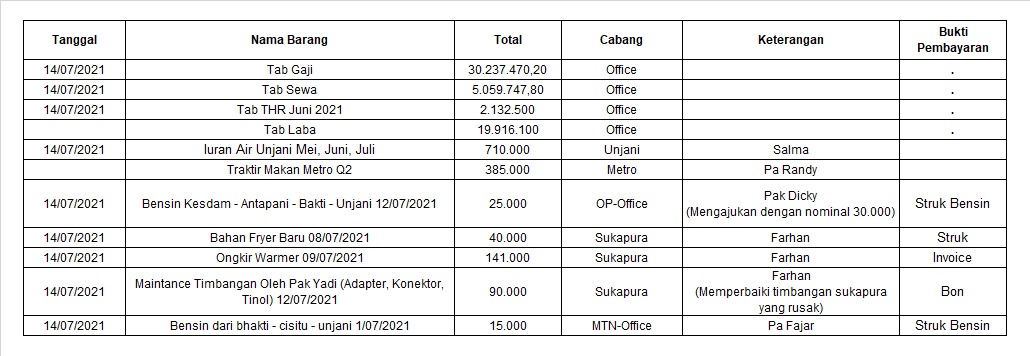 Tanggal Nama Barang Total Cabang Keterangan Bukti Pembayaran
14/07/2021 Tab Gaji 30.237.470,20 Office .
14/07/2021 Tab Sewa 5.059.747,80 Office .
14/07/2021 Tab THR Juni 2021 2.132.500 Office .
Tab Laba 19.916.100 Office .
14/07/2021 Iuran Air Unjani Mei, Juni, Juli 710.000 Unjani Salma
Traktir Makan Metro Q2 385.000 Metro Pa Randy
14/07/2021 Bensin Kesdam - Antapani - Bakti - Unjani 12/07/2021 25.000 OP-Office Pak Dicky (Mengajukan dengan nominal 30.000) Struk Bensin
14/07/2021 Bahan Fryer Baru 08/07/2021 40.000 Sukapura Farhan Struk
14/07/2021 Ongkir Warmer 09/07/2021 141.000 Sukapura Farhan Invoice
14/07/2021 Maintance Timbangan Oleh Pak Yadi (Adapter, Konektor, Tinol) 12/07/2021 90.000 Sukapura Farhan (Memperbaiki timbangan sukapura yang rusak) Bon
14/07/2021 Bensin dari bhakti - cisitu - unjani 1/07/2021 15.000 MTN-Office Pa Fajar Struk Bensin